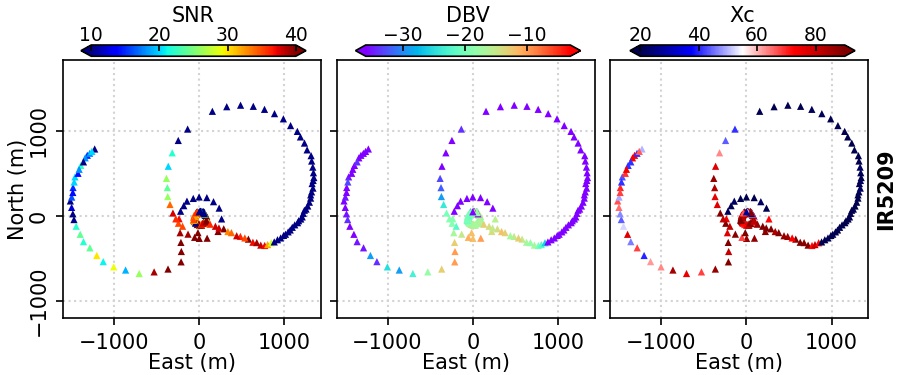 SNR DBV Xc
10 20 30 40 −30 −20 −10 20 40 60 80
1000
0
−1000
North (m)
IR5209
−1000 0 1000 −1000 0 1000 −1000 0 1000
East (m) East (m) East (m)